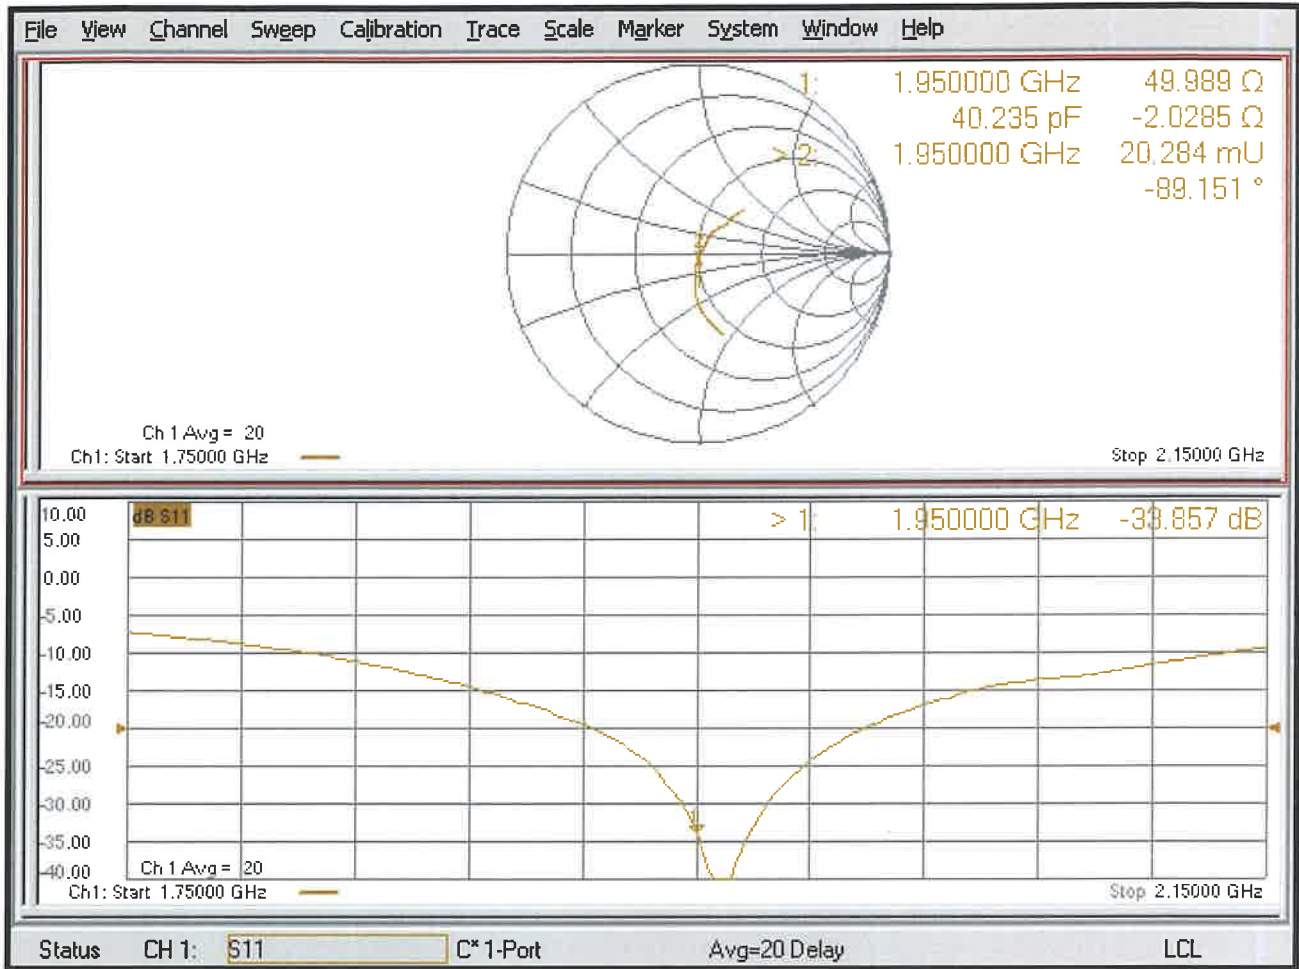 File View Channel Sweep Calibration Trace Scale Marker System Window Help
1: 1.950000 GHz 49.989 Ω
40.235 pF -2.0285 Ω
> 2: 1.950000 GHz 20.284 mU
-89.151 °
Ch 1 Avg = 20
Ch1: Start 1.75000 GHz
Stop 2.15000 GHz
dB S11
> 1: 1.950000 GHz -33.857 dB
10.00
5.00
0.00
-5.00
-10.00
-15.00
-20.00
-25.00
-30.00
-35.00
-40.00
Ch 1 Avg = 20
Ch1: Start 1.75000 GHz
Stop 2.15000 GHz
Status CH 1: S11 C* 1-Port Avg=20 Delay LCL